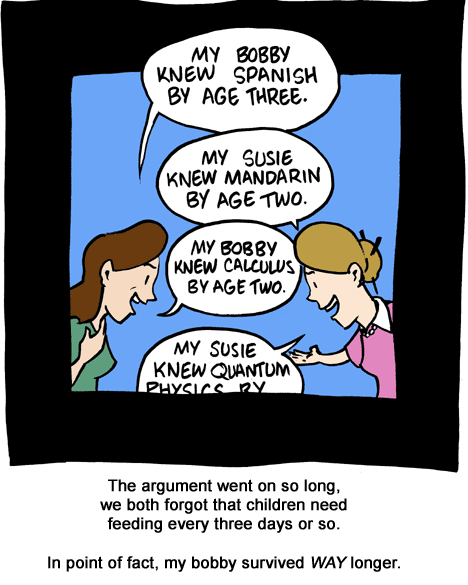 MY BOBBY
KNEW SPANISH
BY AGE THREE.
MY SUSIE
KNEW MANDARIN
BY AGE TWO.
MY BOBBY
KNEW CALCULUS
BY AGE TWO.
MY SUSIE
KNEW QUANTUM
PHYSICS BY
The argument went on so long,
we both forgot that children need
feeding every three days or so.
In point of fact, my bobby survived WAY longer.